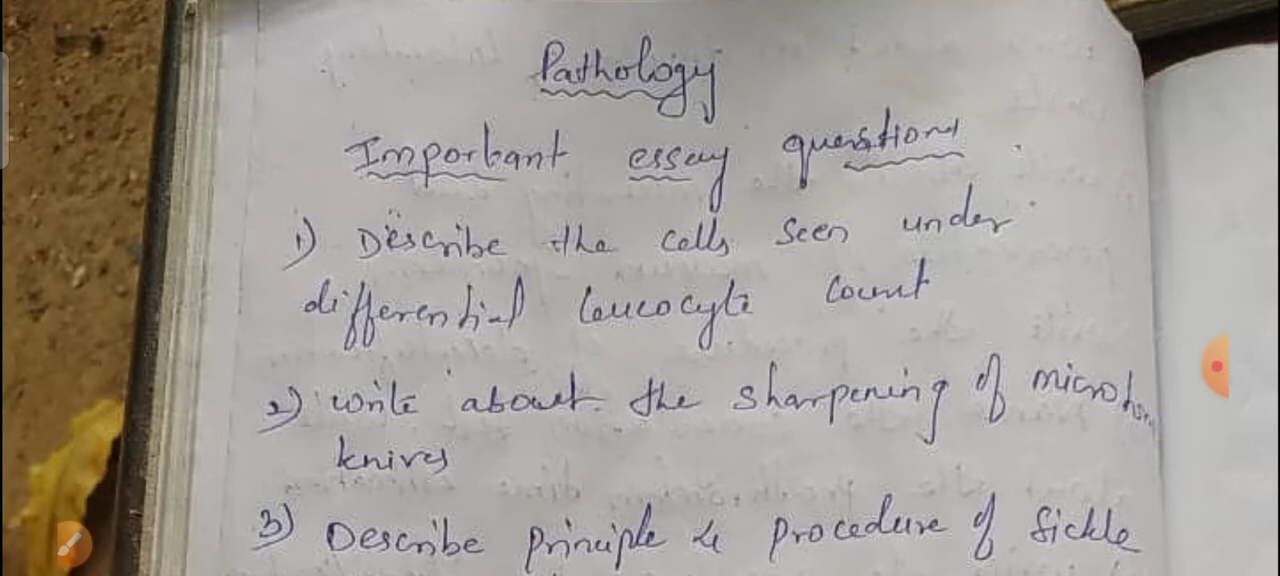 Pathology
Important essay questions.
1) Describe the cells seen under
differential leucocyte count
2) write about the sharpening of microtome
knives
3) Describe principle & procedure of Sickle